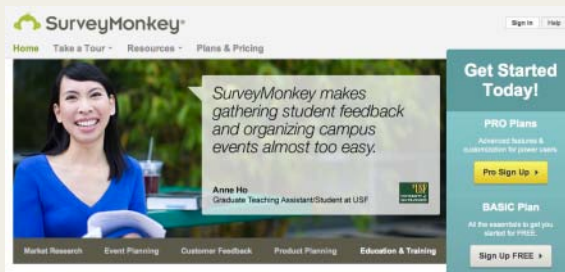 SurveyMonkey®
Sign In Help
Home Take a Tour Resources Plans & Pricing
SurveyMonkey makes
gathering student feedback
and organizing campus
events almost too easy.
Anne Ho
Graduate Teaching Assistant/Student at USF
USF
Get Started
Today!
PRO Plans
Advanced features &
customization for power users
Pro Sign Up
BASIC Plan
All the essentials to get you
started for FREE.
Sign Up FREE
Market Research Event Planning Customer Feedback Product Planning Education & Training